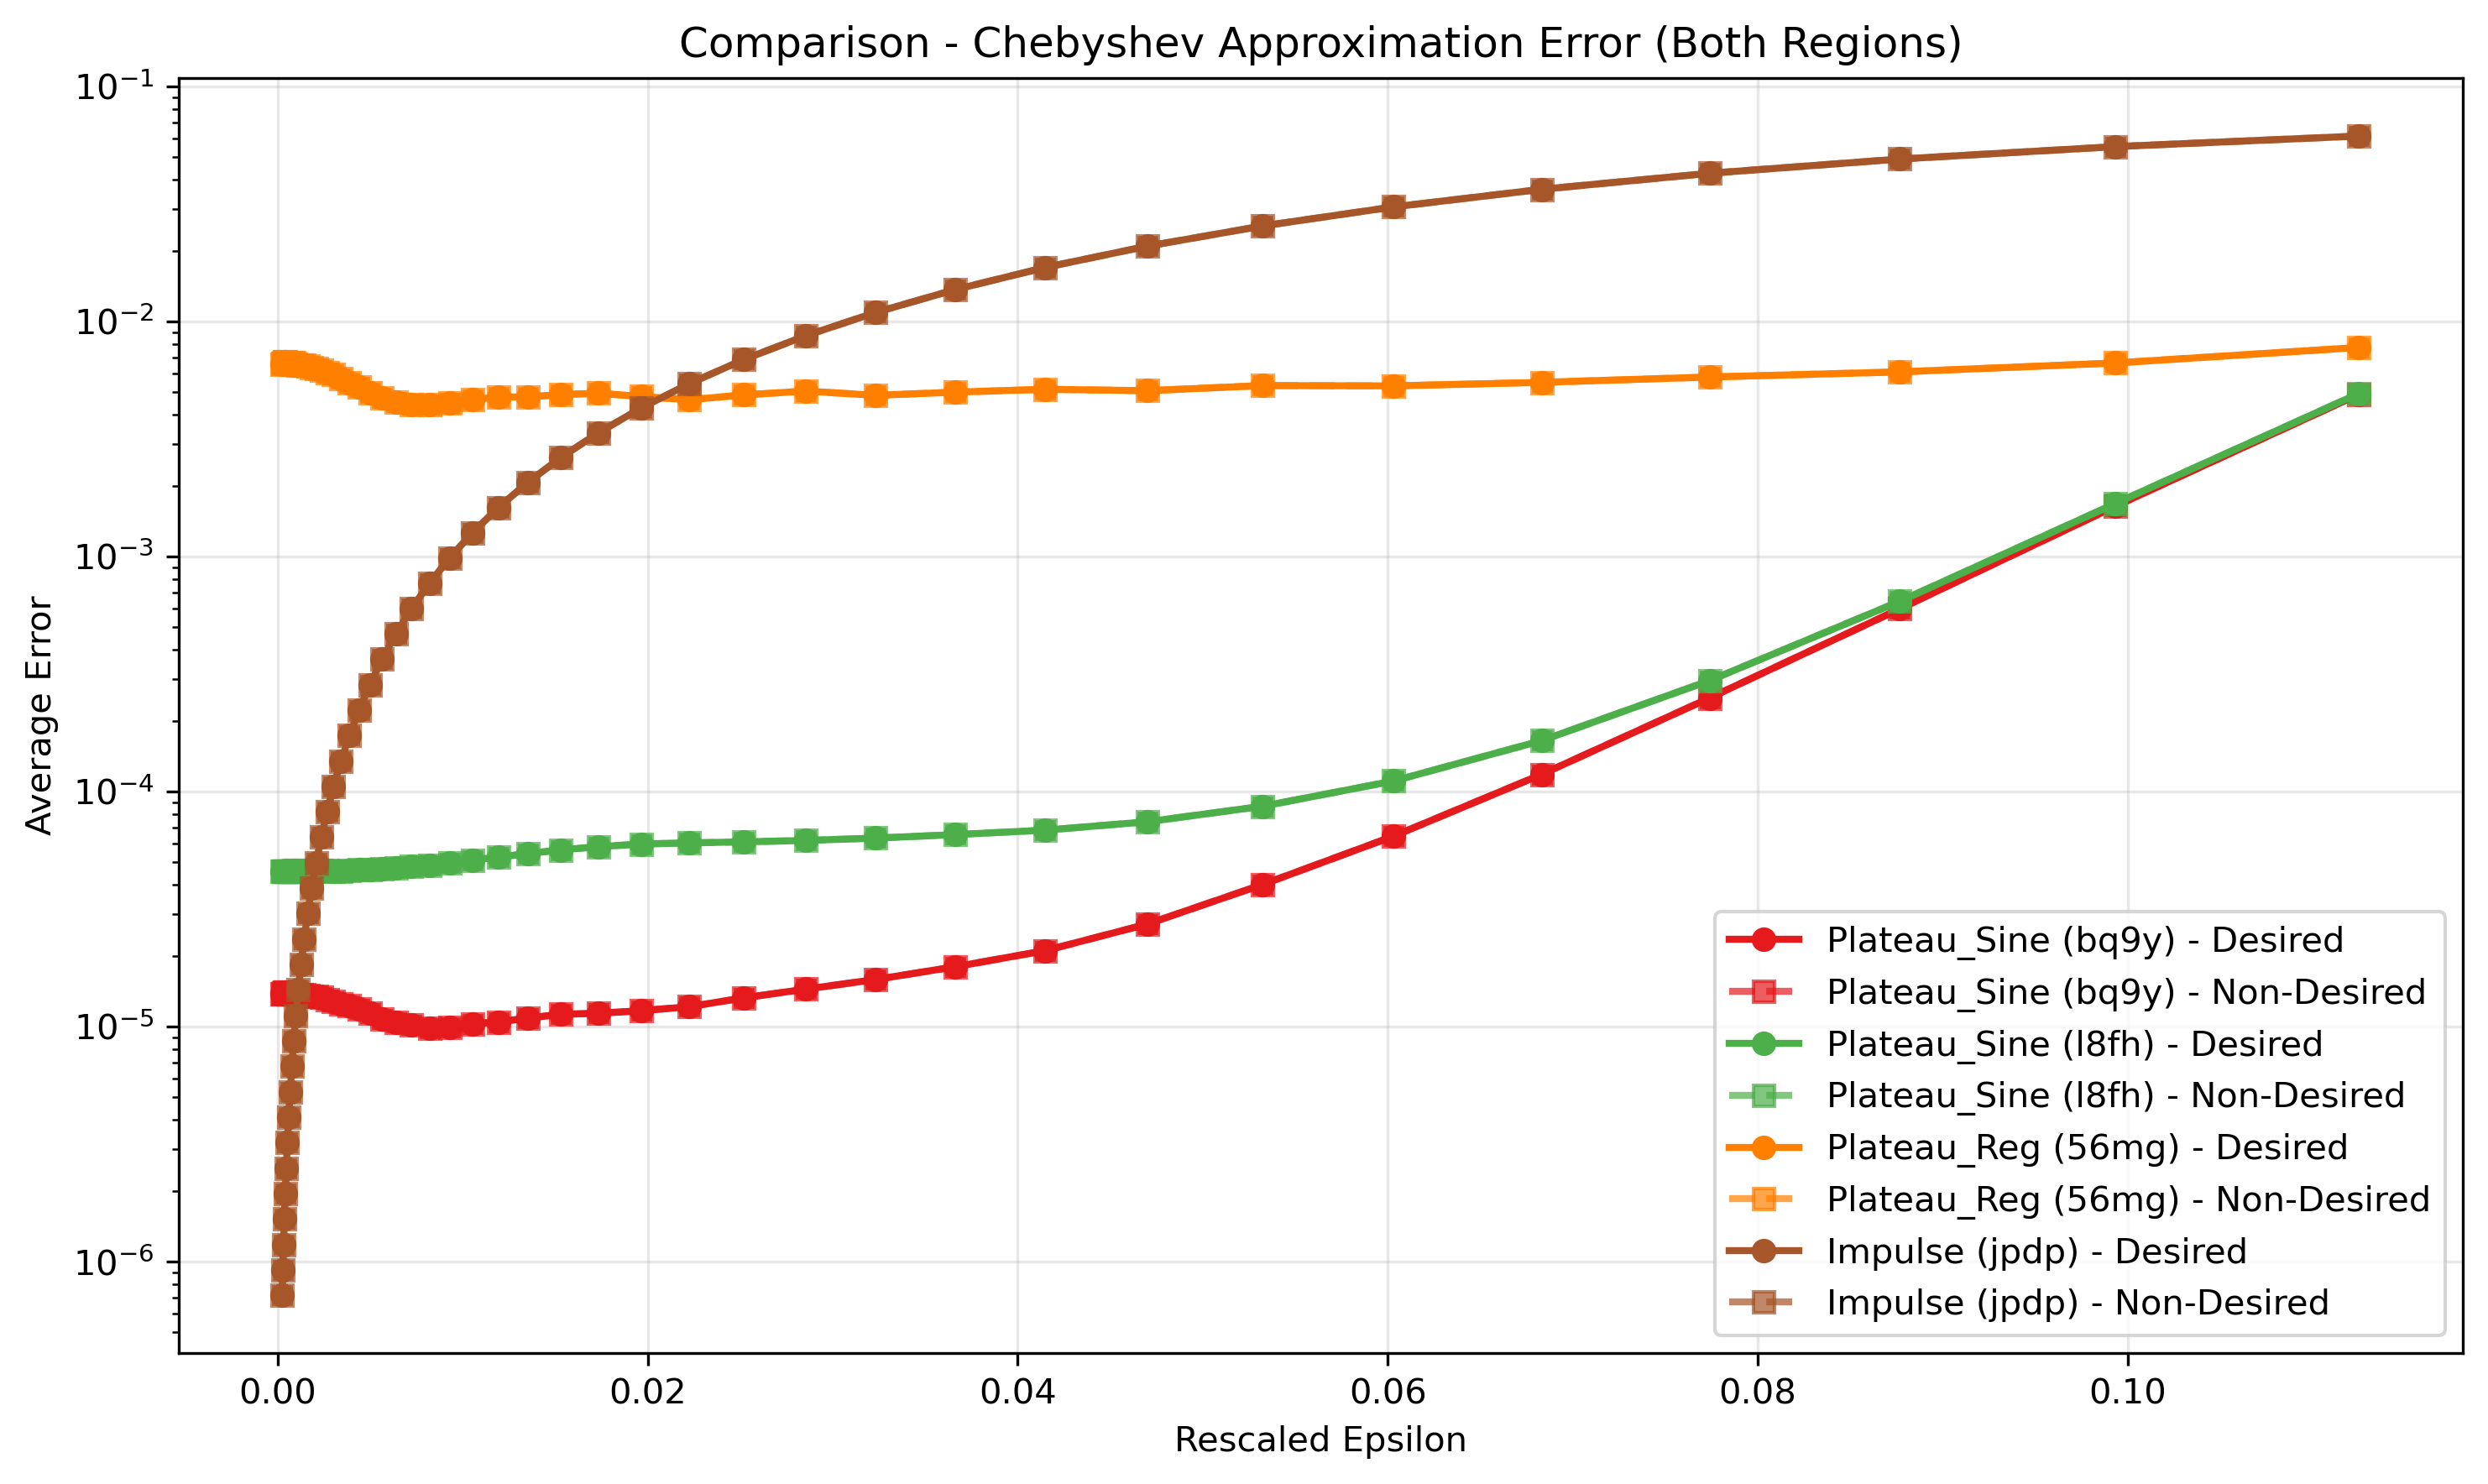 Comparison - Chebyshev Approximation Error (Both Regions)
Average Error
10⁻¹
10⁻²
10⁻³
10⁻⁴
10⁻⁵
10⁻⁶
Plateau_Sine (bq9y) - Desired
Plateau_Sine (bq9y) - Non-Desired
Plateau_Sine (l8fh) - Desired
Plateau_Sine (l8fh) - Non-Desired
Plateau_Reg (56mg) - Desired
Plateau_Reg (56mg) - Non-Desired
Impulse (jpdp) - Desired
Impulse (jpdp) - Non-Desired
0.00 0.02 0.04 0.06 0.08 0.10
Rescaled Epsilon